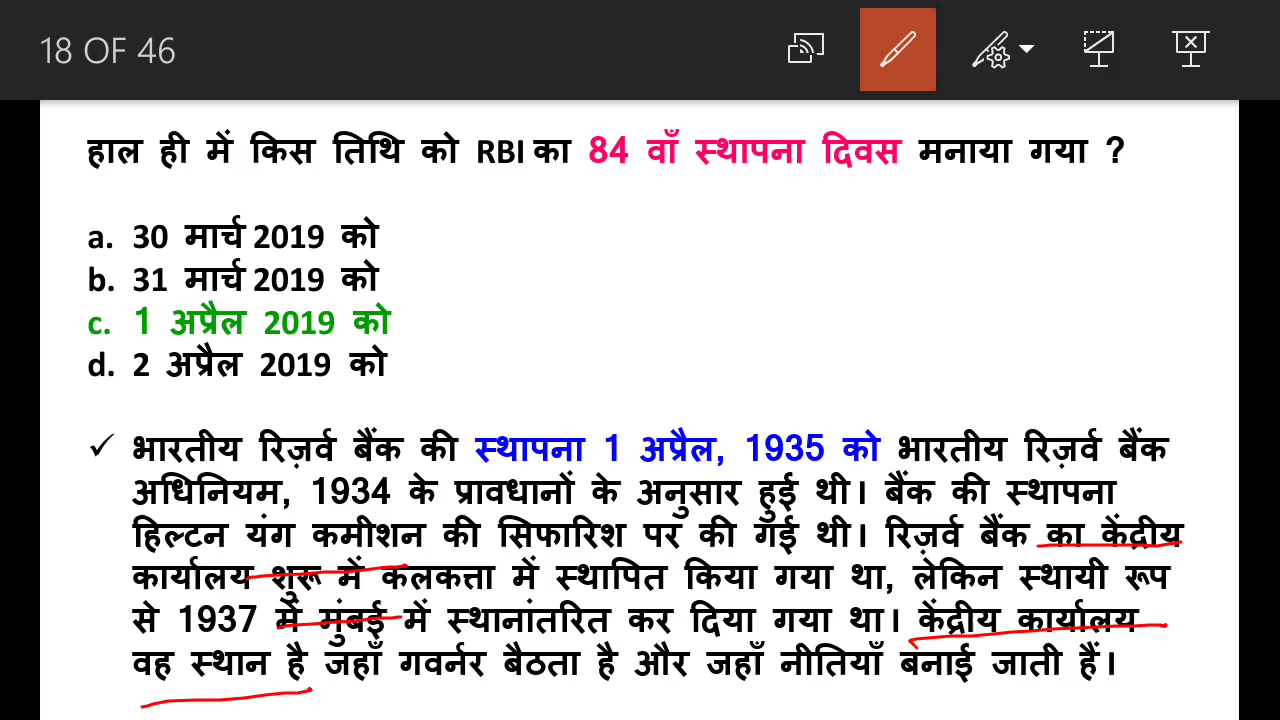 18 OF 46
हाल ही में किस तिथि को RBI का 84 वाँ स्थापना दिवस मनाया गया ?
a. 30 मार्च 2019 को
b. 31 मार्च 2019 को
c. 1 अप्रैल 2019 को
d. 2 अप्रैल 2019 को
✓ भारतीय रिज़र्व बैंक की स्थापना 1 अप्रैल, 1935 को भारतीय रिज़र्व बैंक
अधिनियम, 1934 के प्रावधानों के अनुसार हुई थी। बैंक की स्थापना
हिल्टन यंग कमीशन की सिफारिश पर की गई थी। रिज़र्व बैंक का केंद्रीय
कार्यालय शुरू में कलकत्ता में स्थापित किया गया था, लेकिन स्थायी रूप
से 1937 में मुंबई में स्थानांतरित कर दिया गया था। केंद्रीय कार्यालय
वह स्थान है जहाँ गवर्नर बैठता है और जहाँ नीतियाँ बनाई जाती हैं।